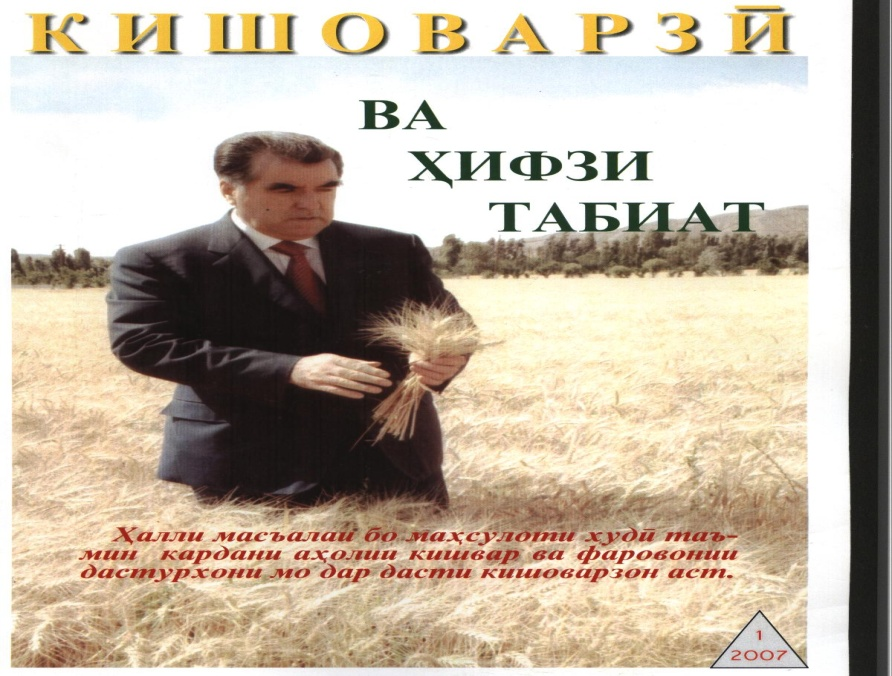 КИШОВАРЗӢ
ВА
ҲИФЗИ
ТАБИАТ
Ҳалли масъалаи бо маҳсулоти худӣ таъ-
мин кардани аҳолии кишвар ва фаровонии
дастурхони мо дар дасти кишоварзон аст.
1
2007